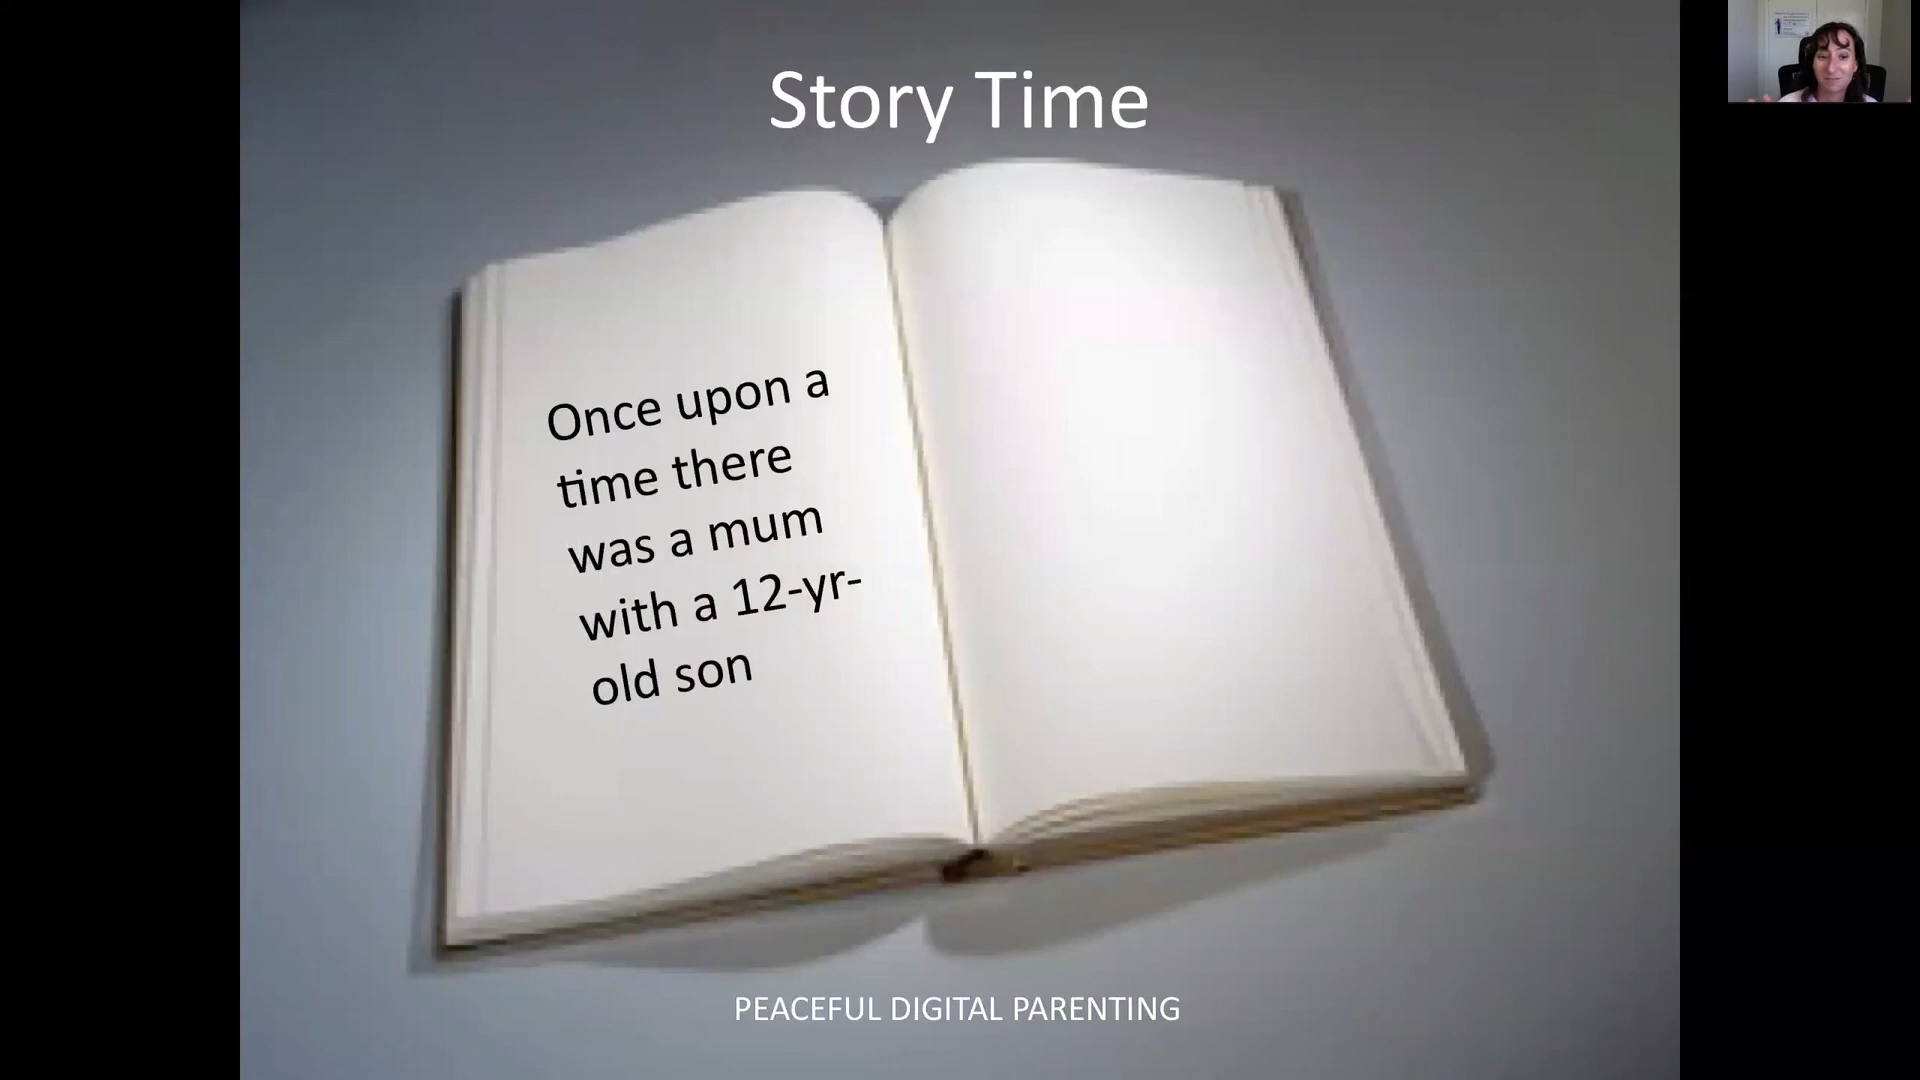 Story Time
Once upon a
time there
was a mum
with a 12-yr-
old son
PEACEFUL DIGITAL PARENTING